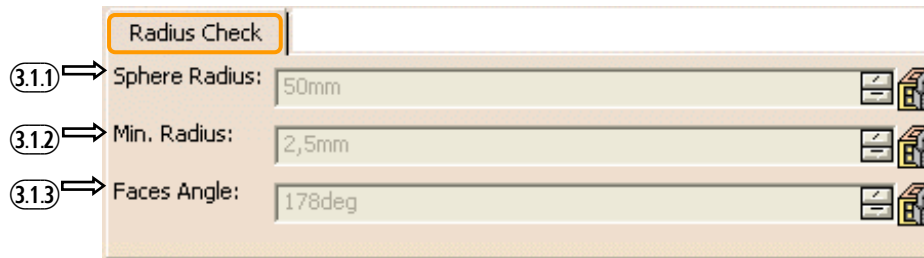 Radius Check
3.1.1 Sphere Radius: 50mm
3.1.2 Min. Radius: 2,5mm
3.1.3 Faces Angle: 178deg